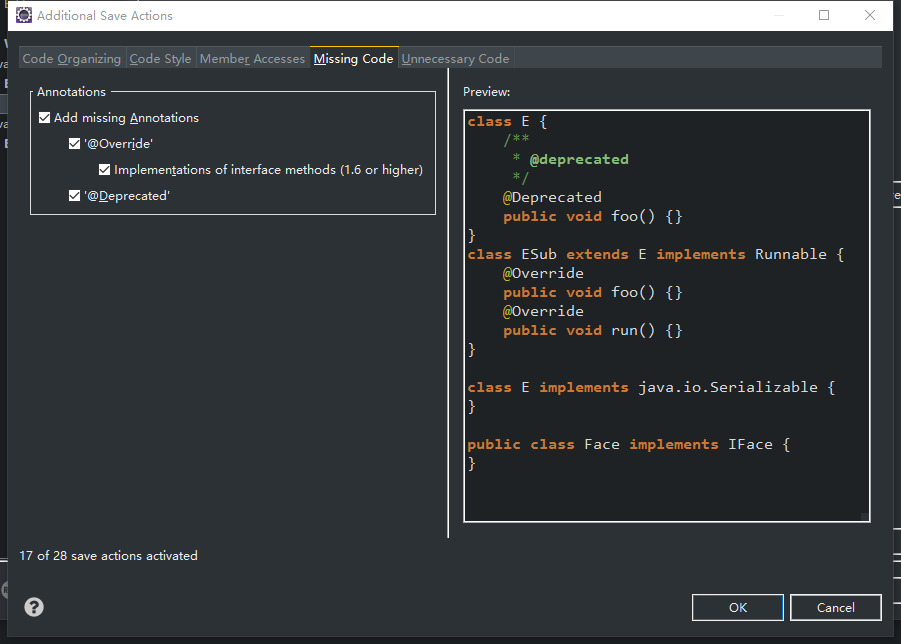 Additional Save Actions
Code Organizing Code Style Member Accesses Missing Code Unnecessary Code
Annotations
Add missing Annotations
'@Override'
Implementations of interface methods (1.6 or higher)
'@Deprecated'
Preview:
class E {
    /**
     * @deprecated
     */
    @Deprecated
    public void foo() {}
}
class ESub extends E implements Runnable {
    @Override
    public void foo() {}
    @Override
    public void run() {}
}

class E implements java.io.Serializable {
}

public class Face implements IFace {
}
17 of 28 save actions activated
?
OK
Cancel